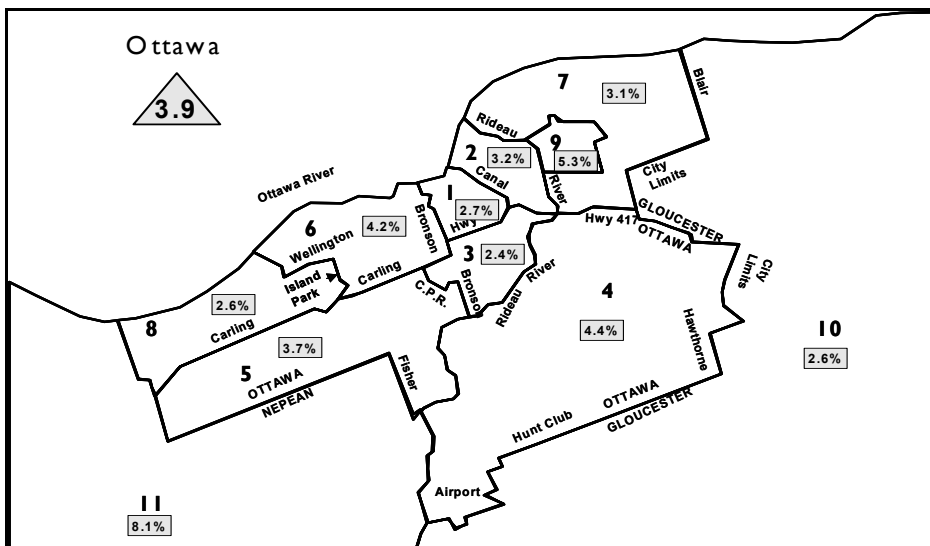 Ottawa
3.9
7
3.1%
Blair
Rideau
2
3.2%
9
5.3%
City
Limits
Canal
River
Ottawa River
1
2.7%
Hwy
Bronson
Hwy 417
GLOUCESTER
OTTAWA
City
Limits
6
4.2%
Wellington
3
2.4%
Carling
Island
Park
C.P.R.
Bronson
Rideau
River
4
4.4%
8
2.6%
Carling
Hawthorne
10
2.6%
5
3.7%
OTTAWA
NEPEAN
Fisher
Hunt Club
OTTAWA
GLOUCESTER
Airport
11
8.1%